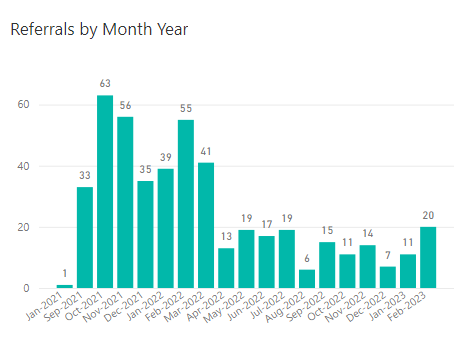 Referrals by Month Year
60
40
20
0
1
33
63
56
35
39
55
41
13
19
17
19
6
15
11
14
7
11
20
Jan-2021
Sep-2021
Oct-2021
Nov-2021
Dec-2021
Jan-2022
Feb-2022
Mar-2022
Apr-2022
May-2022
Jun-2022
Jul-2022
Aug-2022
Sep-2022
Oct-2022
Nov-2022
Dec-2022
Jan-2023
Feb-2023